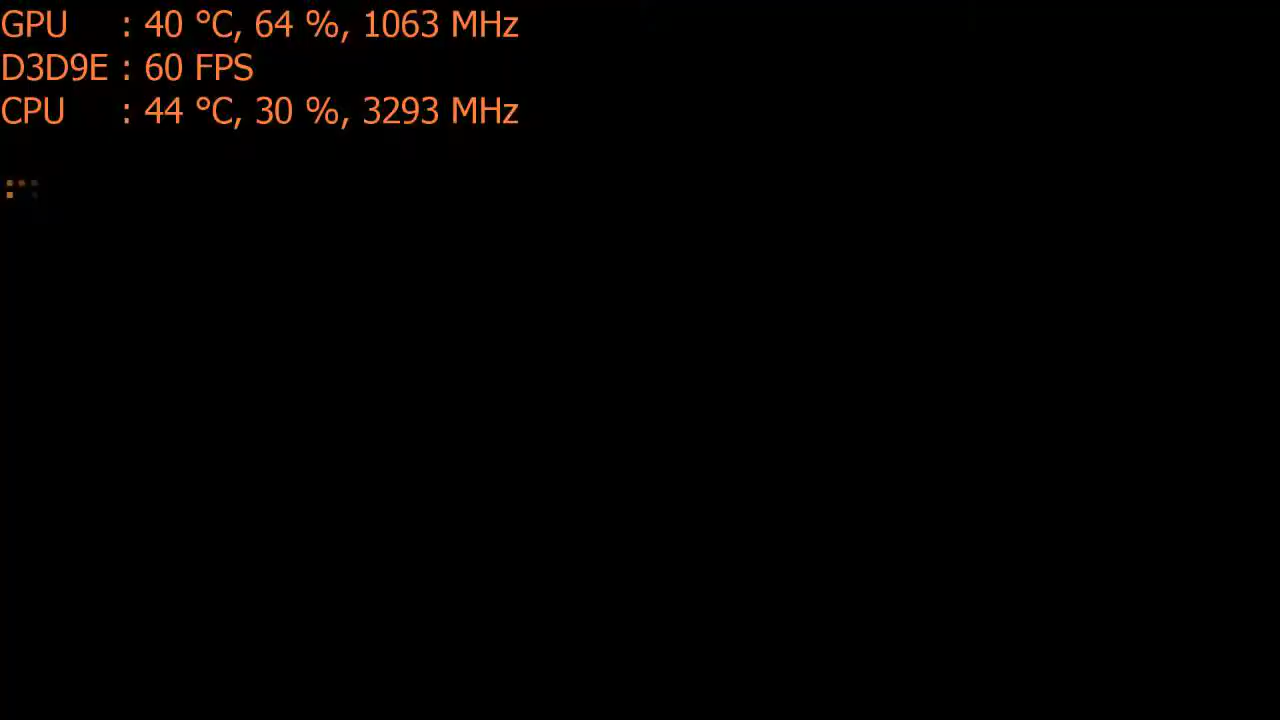 GPU : 40 °C, 64 %, 1063 MHz
D3D9E : 60 FPS
CPU : 44 °C, 30 %, 3293 MHz